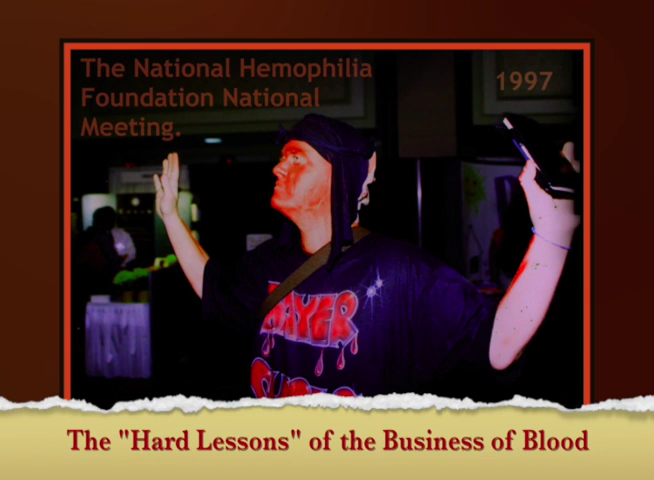 The National Hemophilia
Foundation National
Meeting.
1997
The "Hard Lessons" of the Business of Blood